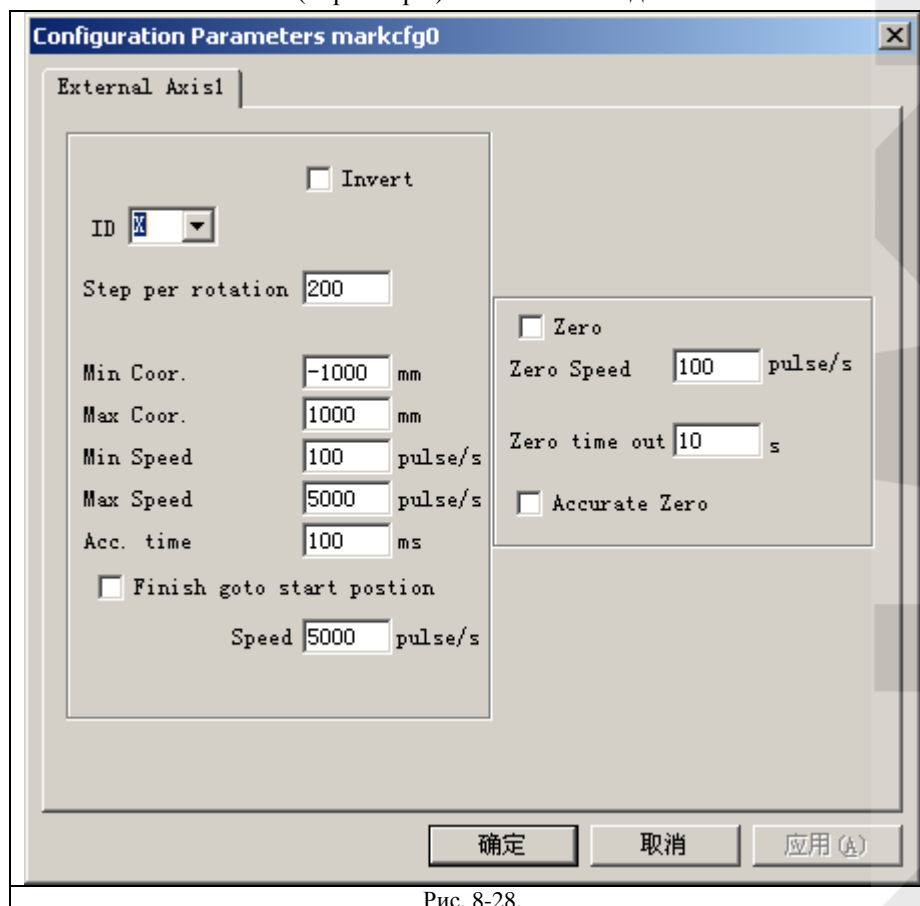 Configuration Parameters markcfg0
External Axis1
Invert
ID X
Step per rotation 200
Min Coor. -1000 mm
Max Coor. 1000 mm
Min Speed 100 pulse/s
Max Speed 5000 pulse/s
Acc. time 100 ms
Finish goto start postion
Speed 5000 pulse/s
Zero
Zero Speed 100 pulse/s
Zero time out 10 s
Accurate Zero
确定 取消 应用(A)
Рис. 8-28.